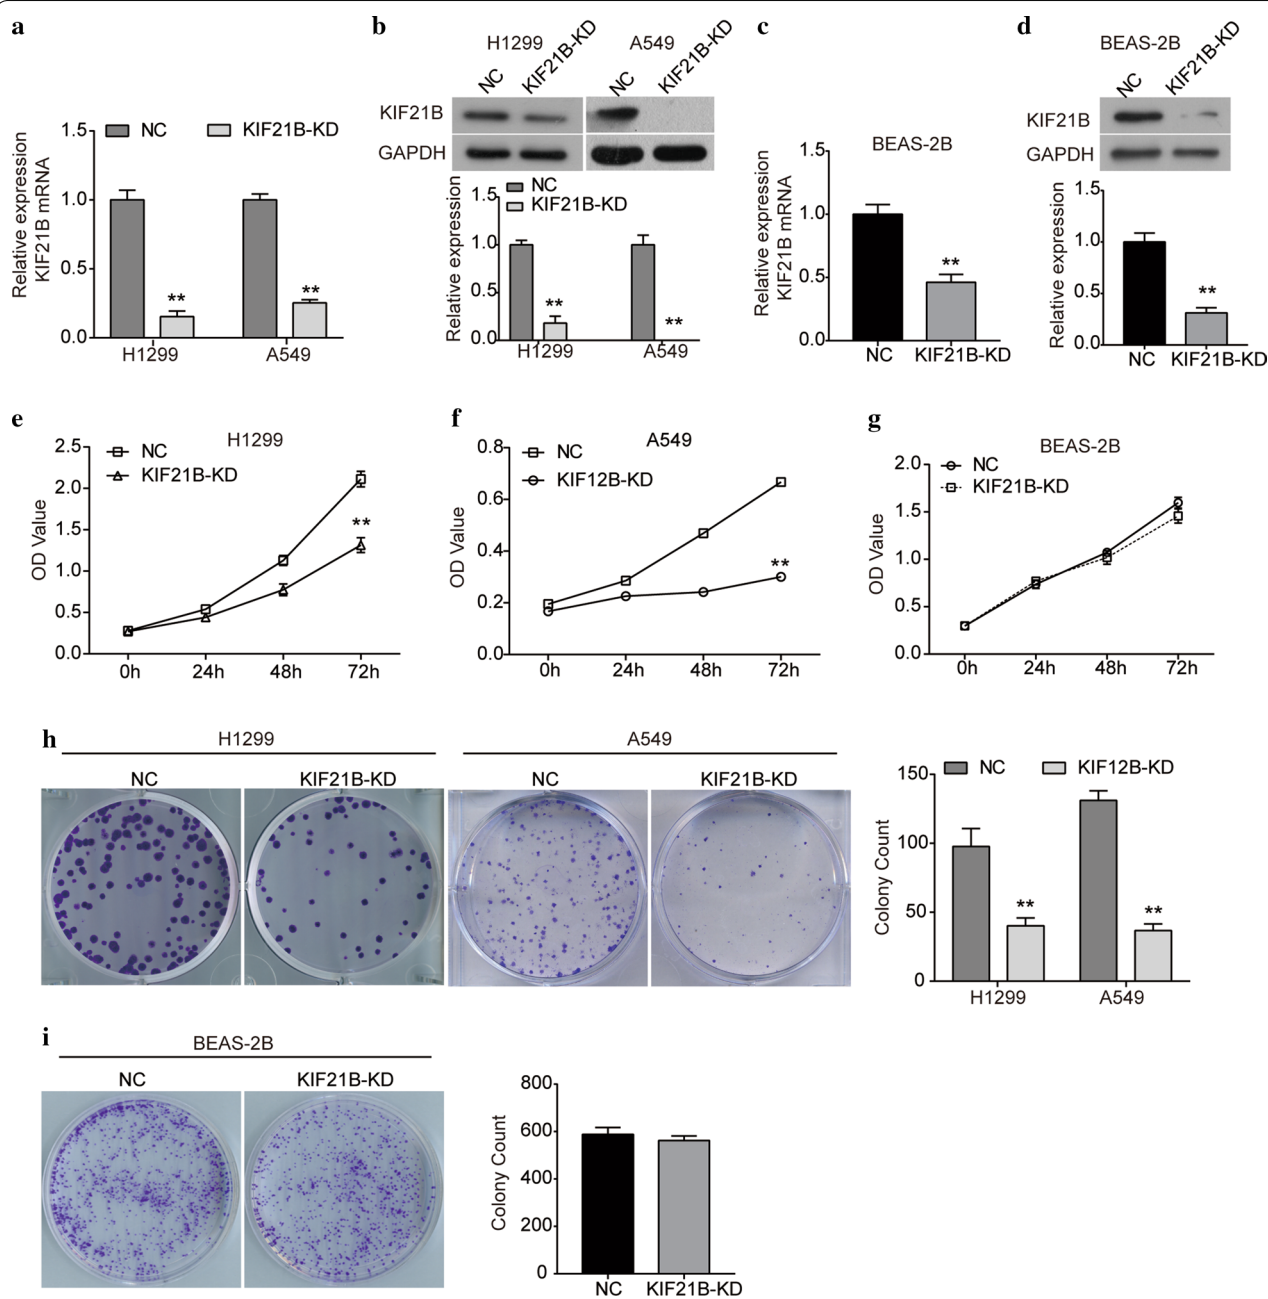 a
1.5
NC
KIF21B-KD
1.0
0.5
0.0
Relative expression
KIF21B mRNA
**
**
H1299
A549
b
H1299
A549
NC
KIF21B-KD
NC
KIF21B-KD
KIF21B
GAPDH
NC
KIF21B-KD
1.5
1.0
0.5
0.0
Relative expression
**
**
H1299
A549
c
BEAS-2B
1.5
1.0
0.5
0.0
Relative expression
KIF21B mRNA
**
NC
KIF21B-KD
d
BEAS-2B
NC
KIF21B-KD
KIF21B
GAPDH
1.5
1.0
0.5
0.0
Relative expression
**
NC
KIF21B-KD
e
H1299
NC
KIF21B-KD
2.5
2.0
1.5
1.0
0.5
0.0
OD Value
**
0h
24h
48h
72h
f
A549
NC
KIF12B-KD
0.8
0.6
0.4
0.2
0.0
OD Value
**
0h
24h
48h
72h
g
BEAS-2B
NC
KIF21B-KD
2.0
1.5
1.0
0.5
0.0
OD Value
0h
24h
48h
72h
h
H1299
A549
NC
KIF21B-KD
NC
KIF21B-KD
NC
KIF12B-KD
150
100
50
0
Colony Count
**
**
H1299
A549
i
BEAS-2B
NC
KIF21B-KD
800
600
400
200
0
Colony Count
NC
KIF21B-KD